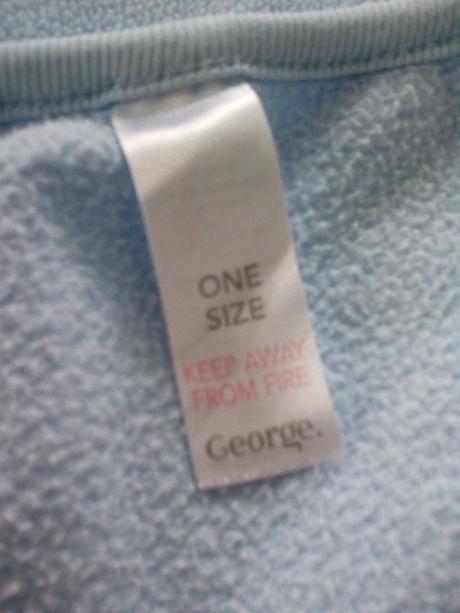 ONE
SIZE
KEEP AWAY
FROM FIRE
George.